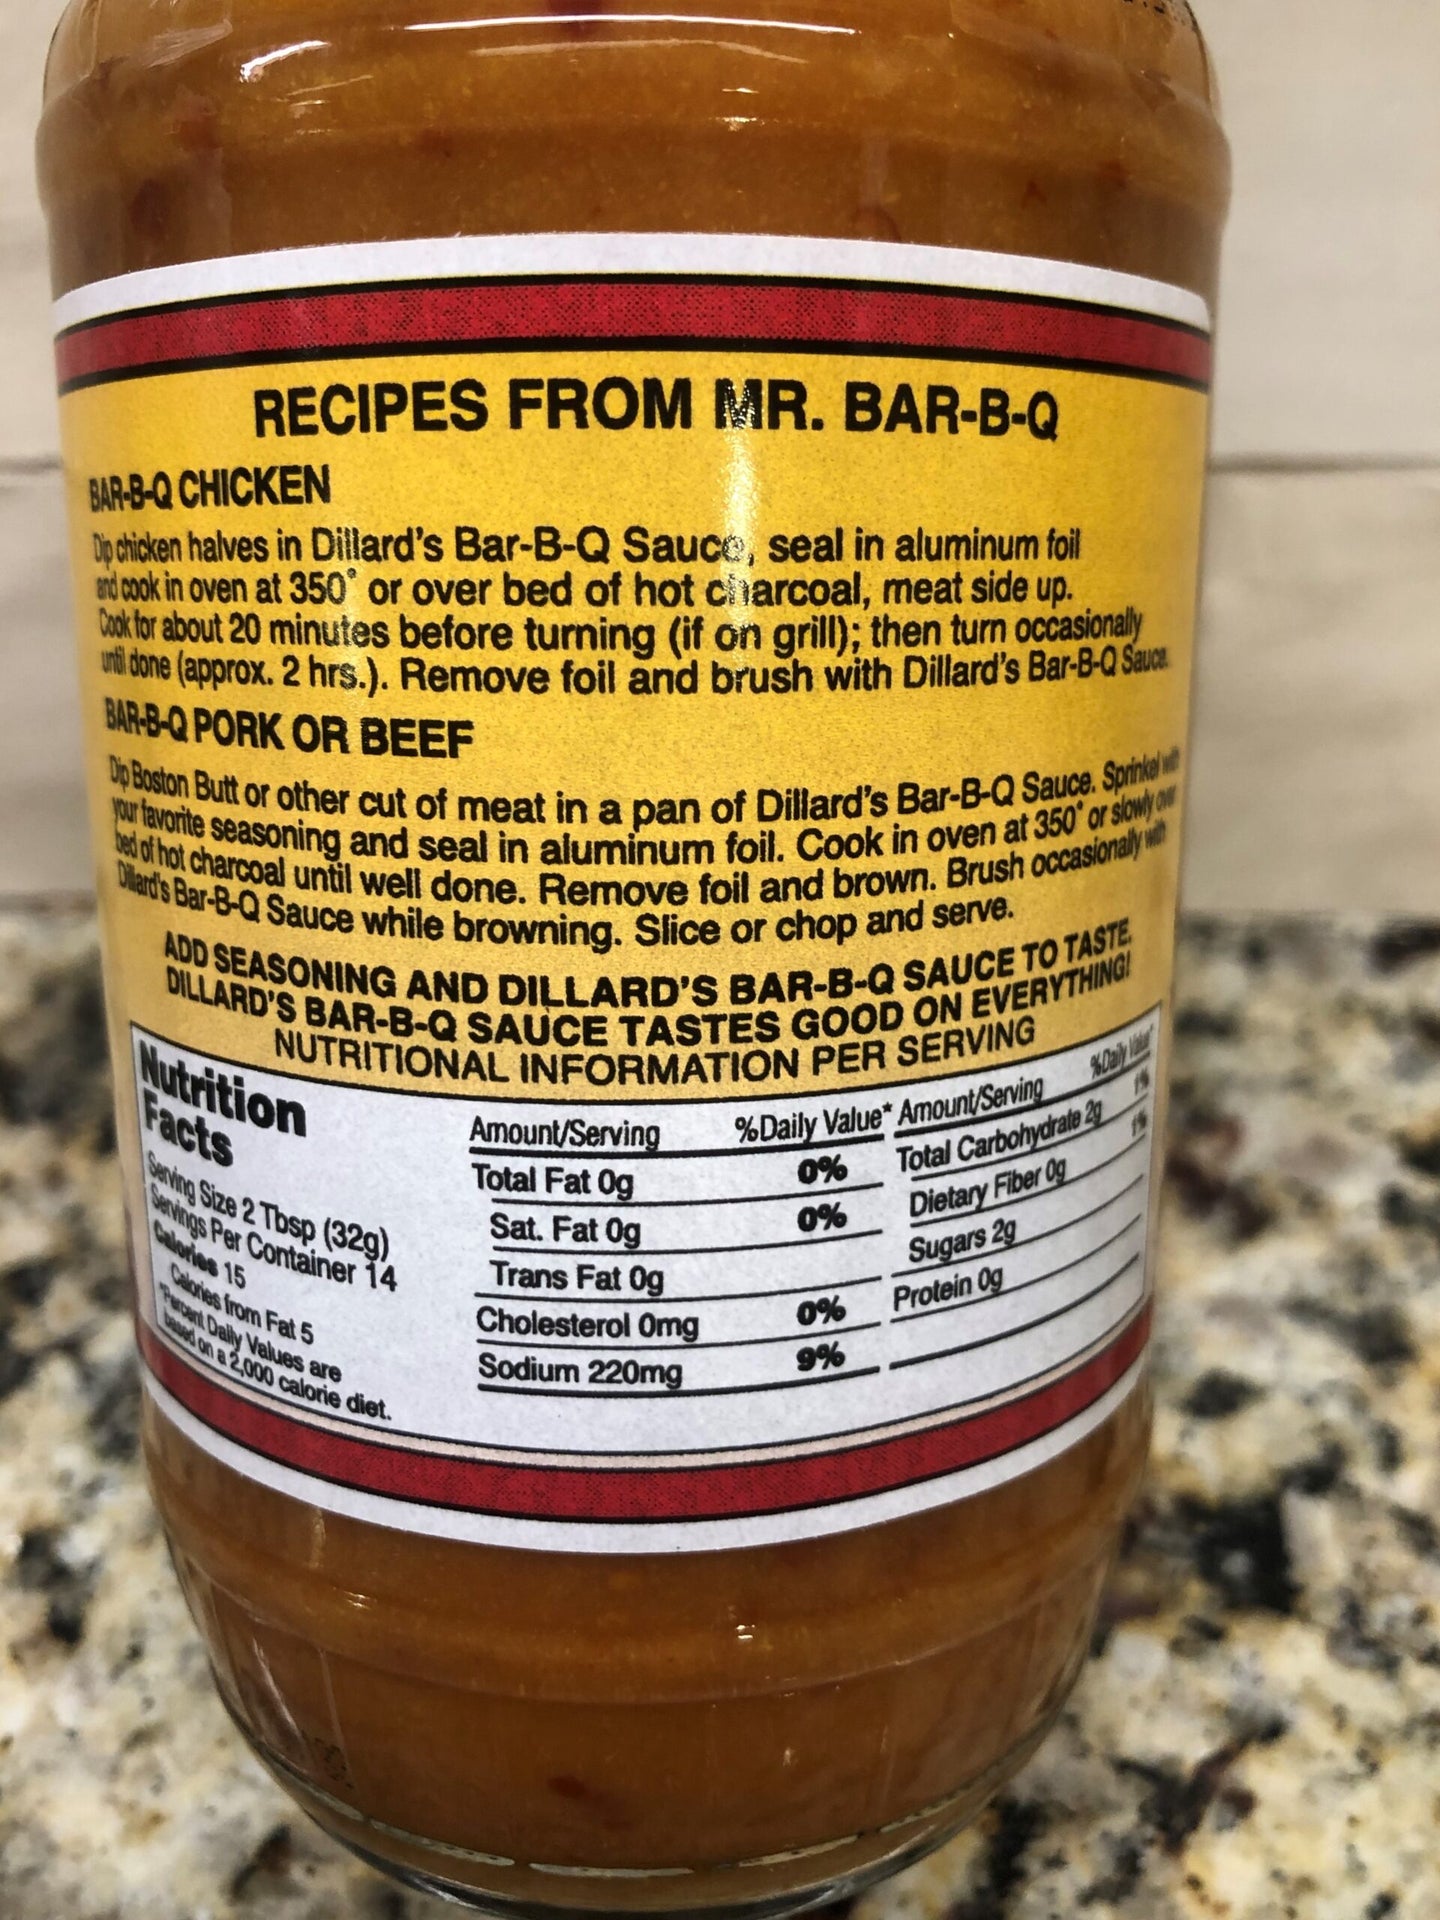 RECIPES FROM MR. BAR-B-Q
BAR-B-Q CHICKEN
Dip chicken halves in Dillard's Bar-B-Q Sauce, seal in aluminum foil
and cook in oven at 350° or over bed of hot charcoal, meat side up.
Cook for about 20 minutes before turning (if on grill); then turn occasionally
until done (approx. 2 hrs.). Remove foil and brush with Dillard's Bar-B-Q Sauce.
BAR-B-Q PORK OR BEEF
Dip Boston Butt or other cut of meat in a pan of Dillard's Bar-B-Q Sauce. Sprinkel with
your favorite seasoning and seal in aluminum foil. Cook in oven at 350° or slowly over
bed of hot charcoal until well done. Remove foil and brown. Brush occasionally with
Dillard's Bar-B-Q Sauce while browning. Slice or chop and serve.
ADD SEASONING AND DILLARD'S BAR-B-Q SAUCE TO TASTE.
DILLARD'S BAR-B-Q SAUCE TASTES GOOD ON EVERYTHING!
NUTRITIONAL INFORMATION PER SERVING
Nutrition
Facts
Serving Size 2 Tbsp (32g)
Servings Per Container 14
Calories 15
Calories from Fat 5
*Percent Daily Values are
based on a 2,000 calorie diet.
Amount/Serving %Daily Value*
Total Fat 0g 0%
Sat. Fat 0g 0%
Trans Fat 0g
Cholesterol 0mg 0%
Sodium 220mg 9%
Amount/Serving %Daily Value*
Total Carbohydrate 2g 1%
Dietary Fiber 0g 1%
Sugars 2g
Protein 0g